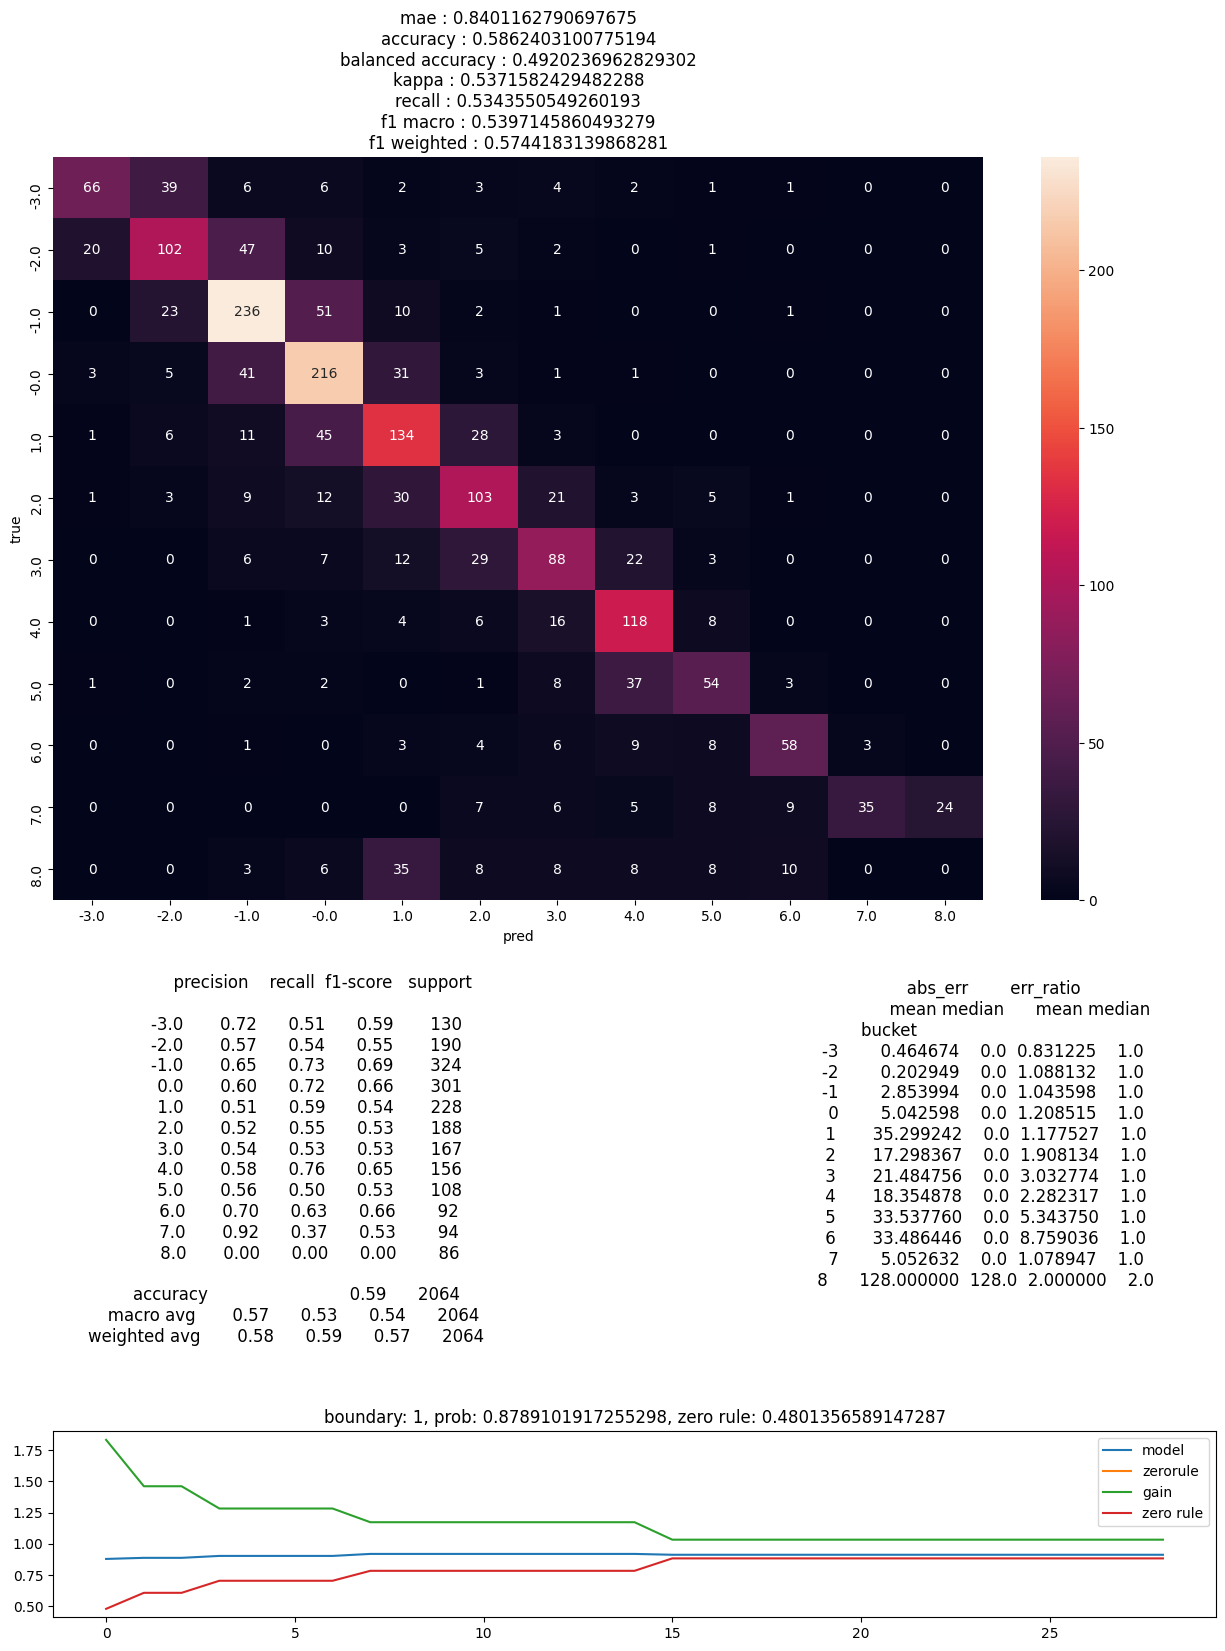 mae : 0.8401162790697675
accuracy : 0.5862403100775194
balanced accuracy : 0.4920236962829302
kappa : 0.5371582429482288
recall : 0.5343550549260193
f1 macro : 0.5397145860493279
f1 weighted : 0.5744183139868281
-3.0 66 39 6 6 2 3 4 2 1 1 0 0
-2.0 20 102 47 10 3 5 2 0 1 0 0 0
-1.0 0 23 236 51 10 2 1 0 0 1 0 0
-0.0 3 5 41 216 31 3 1 1 0 0 0 0
1.0 1 6 11 45 134 28 3 0 0 0 0 0
2.0 1 3 9 12 30 103 21 3 5 1 0 0
3.0 0 0 6 7 12 29 88 22 3 0 0 0
4.0 0 0 1 3 4 6 16 118 8 0 0 0
5.0 1 0 2 2 0 1 8 37 54 3 0 0
6.0 0 0 1 0 3 4 6 9 8 58 3 0
7.0 0 0 0 0 0 7 6 5 8 9 35 24
8.0 0 0 3 6 35 8 8 8 8 10 0 0
true
-3.0 -2.0 -1.0 -0.0 1.0 2.0 3.0 4.0 5.0 6.0 7.0 8.0
pred
200
150
100
50
0
precision recall f1-score support
-3.0 0.72 0.51 0.59 130
-2.0 0.57 0.54 0.55 190
-1.0 0.65 0.73 0.69 324
0.0 0.60 0.72 0.66 301
1.0 0.51 0.59 0.54 228
2.0 0.52 0.55 0.53 188
3.0 0.54 0.53 0.53 167
4.0 0.58 0.76 0.65 156
5.0 0.56 0.50 0.53 108
6.0 0.70 0.63 0.66 92
7.0 0.92 0.37 0.53 94
8.0 0.00 0.00 0.00 86
accuracy 0.59 2064
macro avg 0.57 0.53 0.54 2064
weighted avg 0.58 0.59 0.57 2064
abs_err err_ratio
mean median mean median
bucket
-3 0.464674 0.0 0.831225 1.0
-2 0.202949 0.0 1.088132 1.0
-1 2.853994 0.0 1.043598 1.0
0 5.042598 0.0 1.208515 1.0
1 35.299242 0.0 1.177527 1.0
2 17.298367 0.0 1.908134 1.0
3 21.484756 0.0 3.032774 1.0
4 18.354878 0.0 2.282317 1.0
5 33.537760 0.0 5.343750 1.0
6 33.486446 0.0 8.759036 1.0
7 5.052632 0.0 1.078947 1.0
8 128.000000 128.0 2.000000 2.0
boundary: 1, prob: 0.8789101917255298, zero rule: 0.4801356589147287
1.75
1.50
1.25
1.00
0.75
0.50
model
zerorule
gain
zero rule
0 5 10 15 20 25